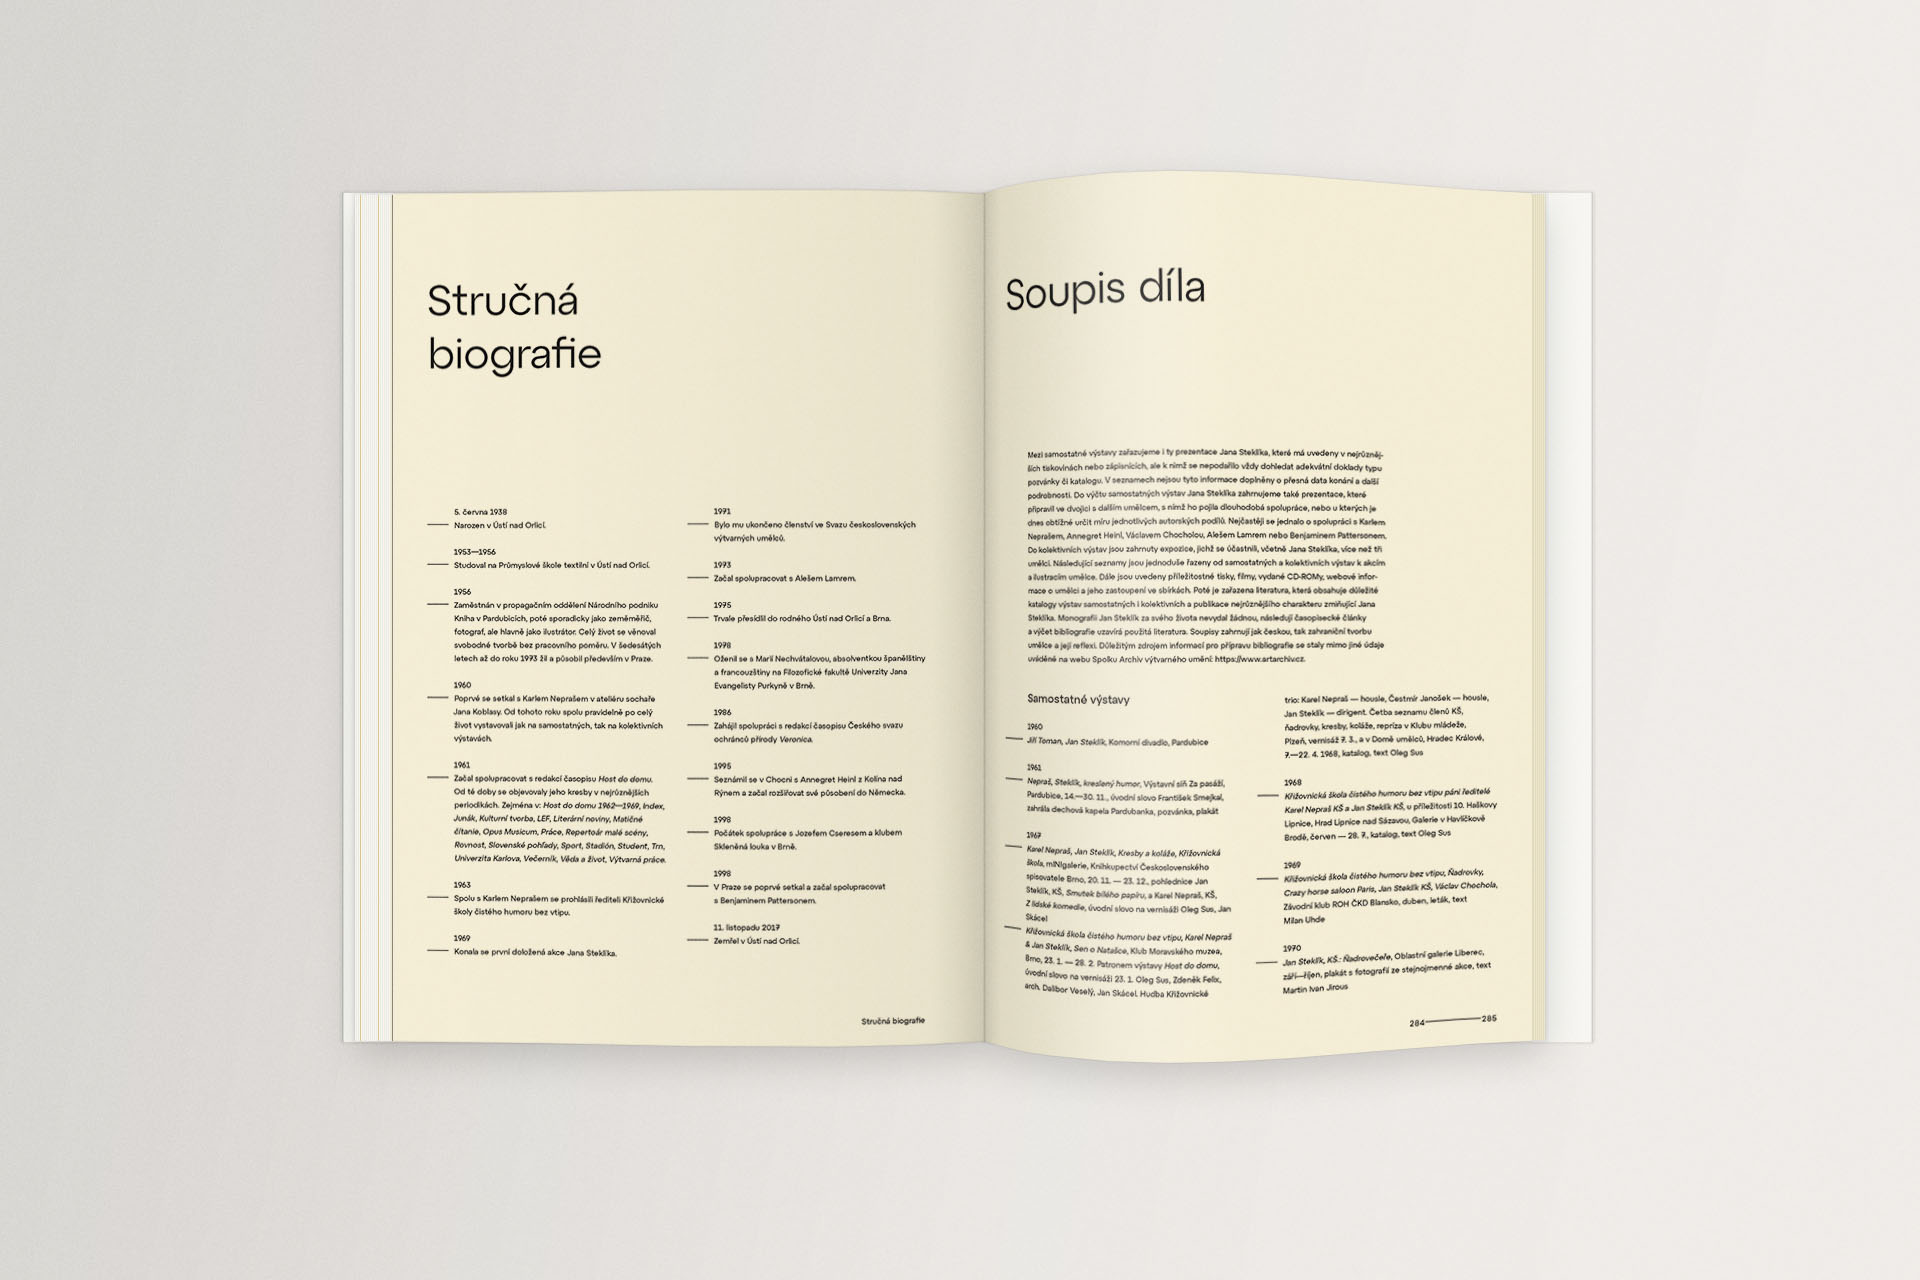 Stručná
biografie
5. června 1938
Narozen v Ústí nad Orlicí.
1953—1956
Studoval na Průmyslové škole textilní v Ústí nad Orlicí.
1956
Zaměstnán v propagačním oddělení Národního podniku
Kniha v Pardubicích, poté sporadicky jako zeměměřič,
fotograf, ale hlavně jako ilustrátor. Celý život se věnoval
svobodné tvorbě bez pracovního poměru. V šedesátých
letech až do roku 1973 žil a působil především v Praze.
1960
Poprvé se setkal s Karlem Neprašem v ateliéru sochaře
Jana Koblasy. Od tohoto roku spolu pravidelně po celý
život vystavovali jak na samostatných, tak na kolektivních
výstavách.
1961
Začal spolupracovat s redakcí časopisu Host do domu.
Od té doby se objevovaly jeho kresby v nejrůznějších
periodikách. Zejména v: Host do domu 1962—1969, Index,
Junák, Kulturní tvorba, LEF, Literární noviny, Matičné
čítanie, Opus Musicum, Práce, Repertoár malé scény,
Rovnost, Slovenské pohľady, Sport, Stadión, Student, Trn,
Univerzita Karlova, Večerník, Věda a život, Výtvarná práce.
1963
Spolu s Karlem Neprašem se prohlásili řediteli Křižovnické
školy čistého humoru bez vtipu.
1969
Konala se první doložená akce Jana Steklíka.
1971
Bylo mu ukončeno členství ve Svazu československých
výtvarných umělců.
1973
Začal spolupracovat s Alešem Lamrem.
1975
Trvale přesídlil do rodného Ústí nad Orlicí a Brna.
1978
Oženil se s Marií Nechvátalovou, absolventkou španělštiny
a francouzštiny na Filozofické fakultě Univerzity Jana
Evangelisty Purkyně v Brně.
1986
Zahájil spolupráci s redakcí časopisu Českého svazu
ochránců přírody Veronica.
1995
Seznámil se v Chocni s Annegret Heinl z Kolína nad
Rýnem a začal rozšiřovat své působení do Německa.
1998
Počátek spolupráce s Jozefem Cseresem a klubem
Skleněná louka v Brně.
1998
V Praze se poprvé setkal a začal spolupracovat
s Benjaminem Pattersonem.
11. listopadu 2017
Zemřel v Ústí nad Orlicí.
Stručná biografie
Soupis díla
Mezi samostatné výstavy zařazujeme i ty prezentace Jana Steklíka, které má uvedeny v nejrůzněj-
ších tiskovinách nebo zápisnících, ale k nimž se nepodařilo vždy dohledat adekvátní doklady typu
pozvánky či katalogu. V seznamech nejsou tyto informace doplněny o přesná data konání a další
podrobnosti. Do výčtu samostatných výstav Jana Steklíka zahrnujeme také prezentace, které
připravil ve dvojici s dalším umělcem, s nímž ho pojila dlouhodobá spolupráce, nebo u kterých je
dnes obtížné určit míru jednotlivých autorských podílů. Nejčastěji se jednalo o spolupráci s Karlem
Neprašem, Annegret Heinl, Václavem Chocholou, Alešem Lamrem nebo Benjaminem Pattersonem.
Do kolektivních výstav jsou zahrnuty expozice, jichž se účastnili, včetně Jana Steklíka, více než tři
umělci. Následující seznamy jsou jednoduše řazeny od samostatných a kolektivních výstav k akcím
a ilustracím umělce. Dále jsou uvedeny příležitostné tisky, filmy, vydané CD-ROMy, webové infor-
mace o umělci a jeho zastoupení ve sbírkách. Poté je zařazena literatura, která obsahuje důležité
katalogy výstav samostatných i kolektivních a publikace nejrůznějšího charakteru zmiňující Jana
Steklíka. Monografii Jan Steklík za svého života nevydal žádnou, následují časopisecké články
a výčet bibliografie uzavírá použitá literatura. Soupisy zahrnují jak českou, tak zahraniční tvorbu
umělce a její reflexi. Důležitým zdrojem informací pro přípravu bibliografie se staly mimo jiné údaje
uváděné na webu Spolku Archiv výtvarného umění: https://www.artarchiv.cz.
Samostatné výstavy
1960
Jiří Toman, Jan Steklík, Komorní divadlo, Pardubice
1961
Nepraš, Steklík, kreslený humor, Výstavní síň Za pasáží,
Pardubice, 14.—30. 11., úvodní slovo František Smejkal,
zahrála dechová kapela Pardubanka, pozvánka, plakát
1967
Karel Nepraš, Jan Steklík, Kresby a koláže, Křižovnická
škola, mINIgalerie, Knihkupectví Československého
spisovatele Brno, 20. 11. — 23. 12., pohlednice Jan
Steklík, KŠ, Smutek bílého papíru, a Karel Nepraš, KŠ,
Z lidské komedie, úvodní slovo na vernisáži Oleg Sus, Jan
Skácel
Křižovnická škola čistého humoru bez vtipu, Karel Nepraš
& Jan Steklík, Sen o Natašce, Klub Moravského muzea,
Brno, 23. 1. — 28. 2. Patronem výstavy Host do domu,
úvodní slovo na vernisáži 23. 1. Oleg Sus, Zdeněk Felix,
arch. Dalibor Veselý, Jan Skácel. Hudba Křižovnické
trio: Karel Nepraš — housle, Čestmír Janošek — housle,
Jan Steklík — dirigent. Četba seznamu členů KŠ,
ňadrovky, kresby, koláže, repríza v Klubu mládeže,
Plzeň, vernisáž 7. 3., a v Domě umělců, Hradec Králové,
7.—22. 4. 1968, katalog, text Oleg Sus
1968
Křižovnická škola čistého humoru bez vtipu páni ředitelé
Karel Nepraš KŠ a Jan Steklík KŠ, u příležitosti 10. Haškovy
Lipnice, Hrad Lipnice nad Sázavou, Galerie v Havlíčkově
Brodě, červen — 28. 7., katalog, text Oleg Sus
1969
Křižovnická škola čistého humoru bez vtipu, Ňadrovky,
Crazy horse saloon Paris, Jan Steklík KŠ, Václav Chochola,
Závodní klub ROH ČKD Blansko, duben, leták, text
Milan Uhde
1970
Jan Steklík, KŠ.: Ňadrovečeře, Oblastní galerie Liberec,
září—říjen, plakát s fotografií ze stejnojmenné akce, text
Martin Ivan Jirous
284—285